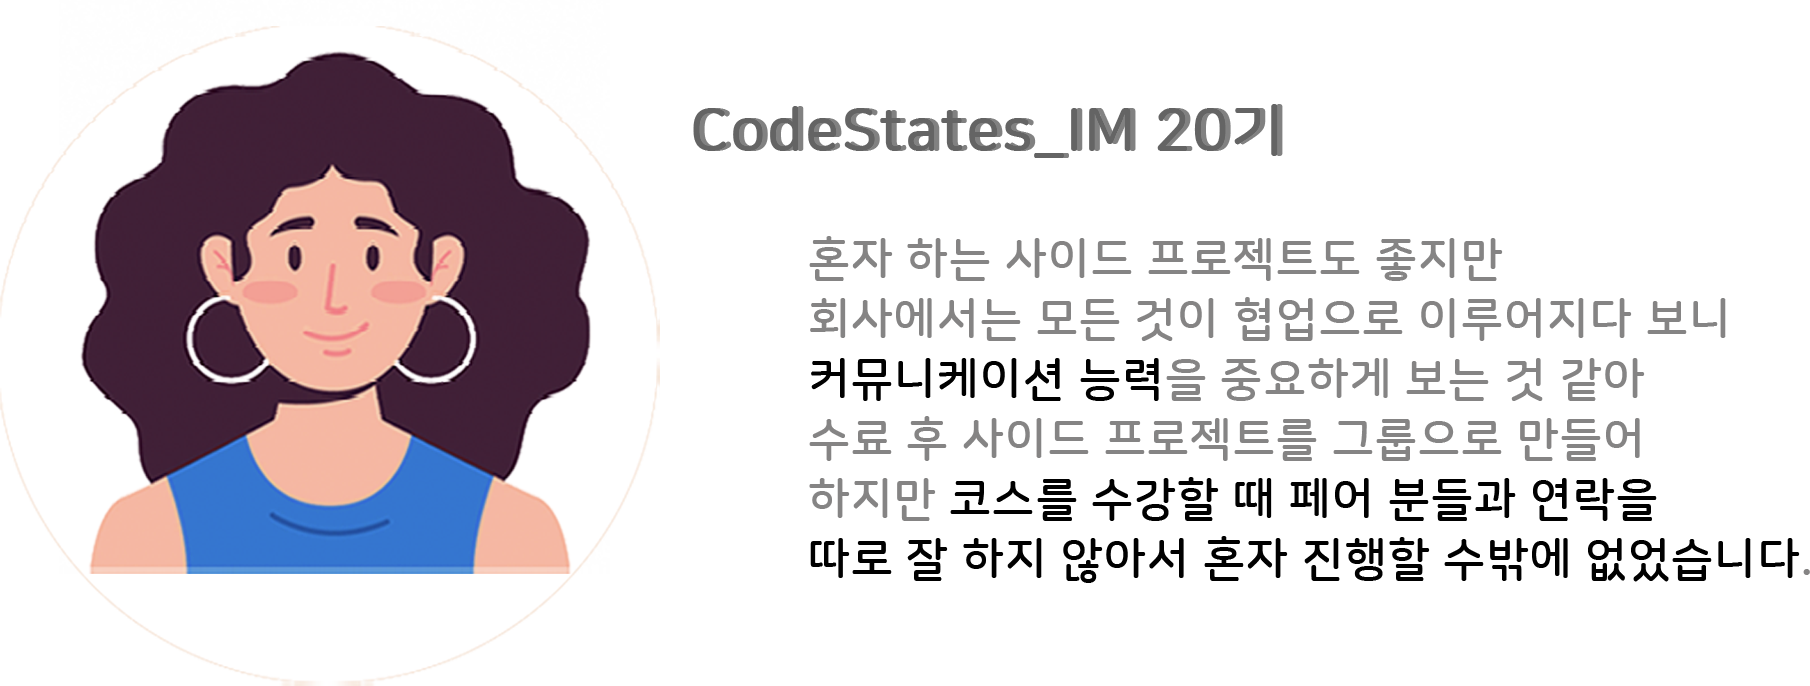 CodeStates_IM 20기
혼자 하는 사이드 프로젝트도 좋지만
회사에서는 모든 것이 협업으로 이루어지다 보니
커뮤니케이션 능력을 중요하게 보는 것 같아
수료 후 사이드 프로젝트를 그룹으로 만들어
하지만 코스를 수강할 때 페어 분들과 연락을
따로 잘 하지 않아서 혼자 진행할 수밖에 없었습니다.